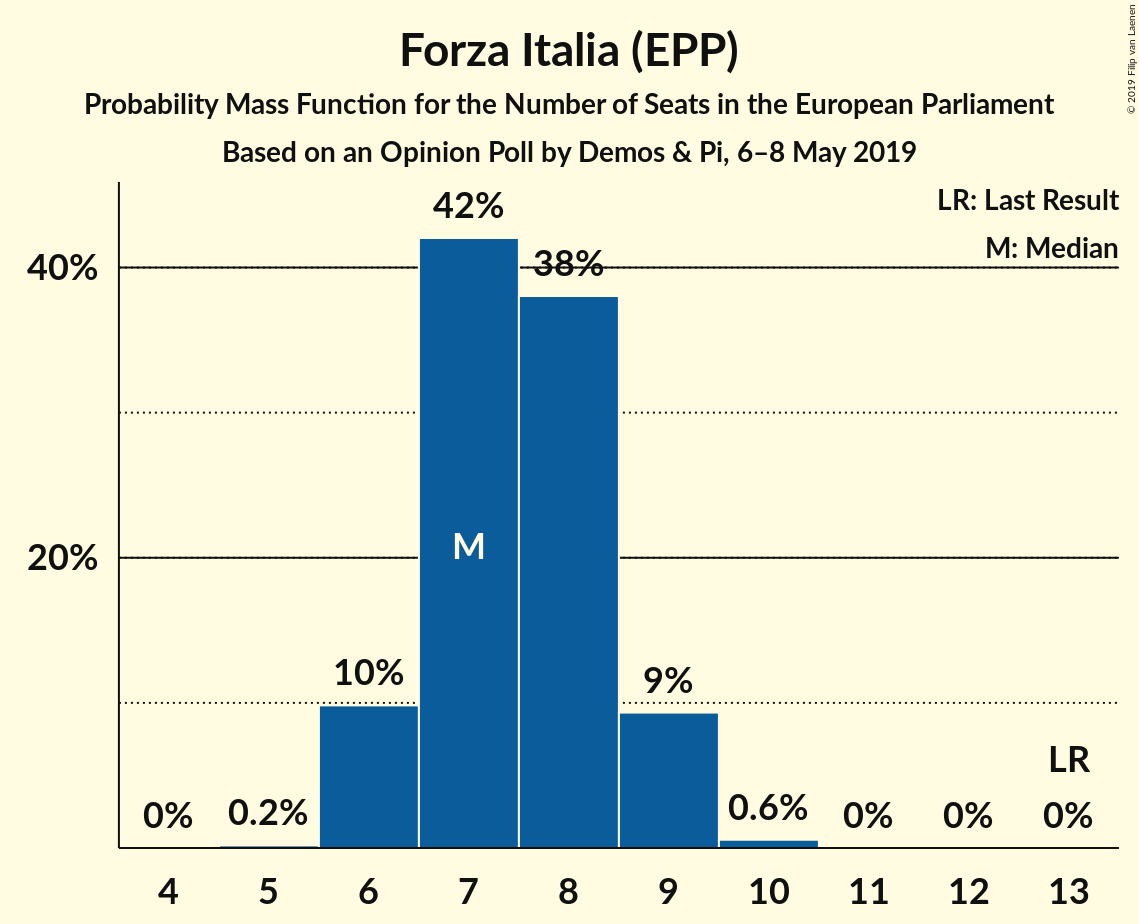 Forza Italia (EPP)
Probability Mass Function for the Number of Seats in the European Parliament
Based on an Opinion Poll by Demos & Pi, 6–8 May 2019
© 2019 Filip van Laenen
LR: Last Result
M: Median
40%
20%
0%
0.2%
10%
42%
M
38%
9%
0.6%
0%
0%
LR
0%
4 5 6 7 8 9 10 11 12 13